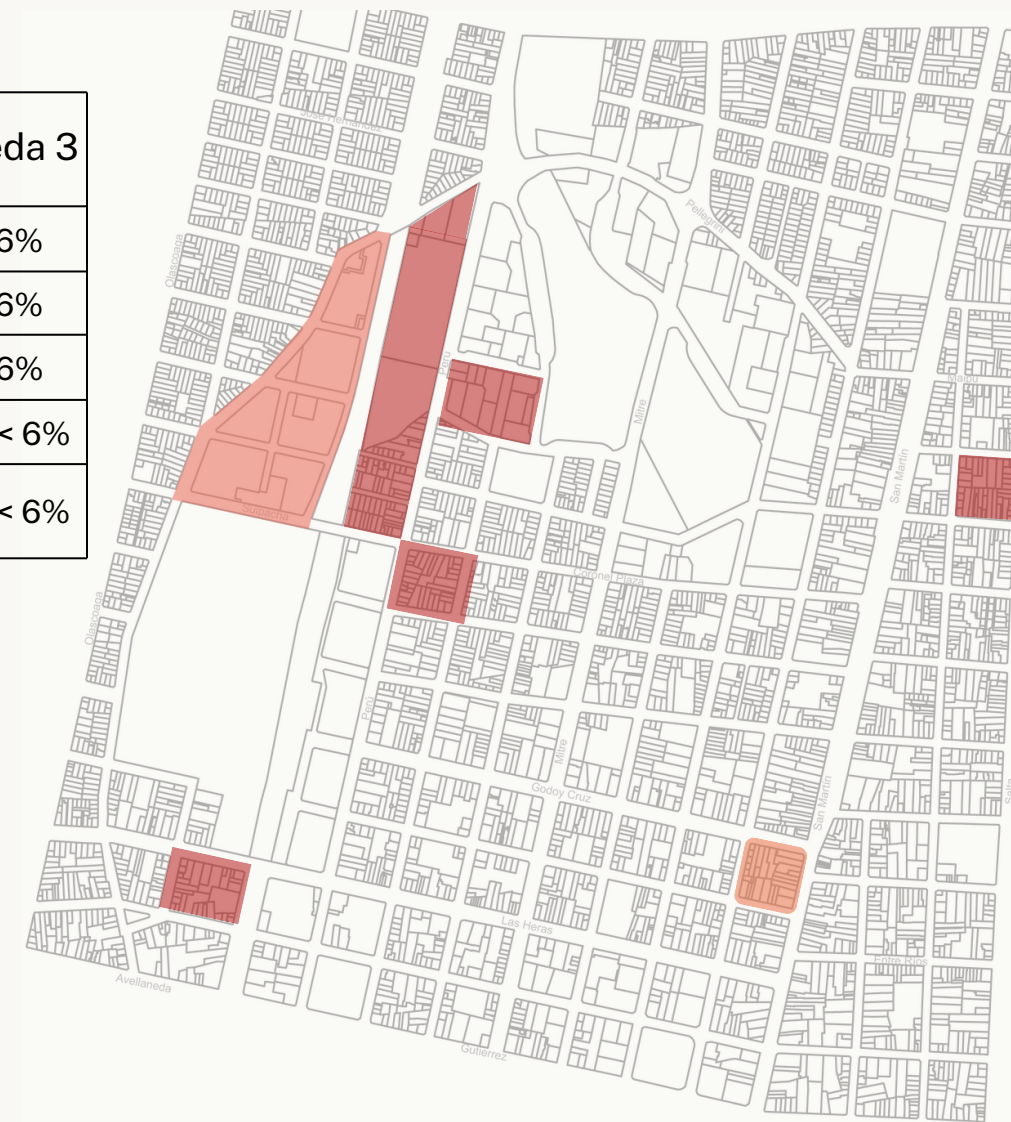 eda 3
6%
6%
6%
< 6%
< 6%
José Hernández
Pellegrini
Olascoaga
Perú
Maipú
Mitre
San Martín
Suipacha
Coronel Plaza
Olascoaga
Perú
Mitre
Godoy Cruz
San Martín
Salta
Las Heras
Entre Ríos
Avellaneda
Gutiérrez